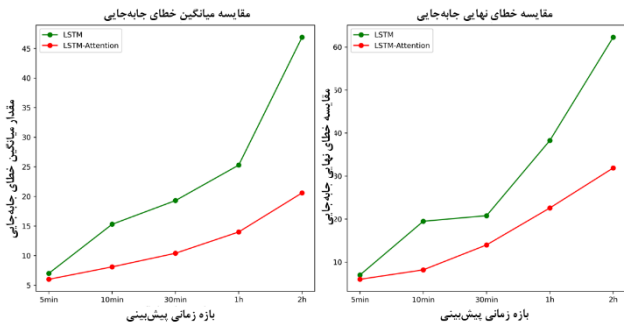 مقایسه میانگین خطای جابه‌جایی
LSTM
LSTM-Attention
مقدار میانگین خطای جابه‌جایی
45
40
35
30
25
20
15
10
5
5min 10min 30min 1h 2h
بازه زمانی پیش‌بینی
مقایسه خطای نهایی جابه‌جایی
LSTM
LSTM-Attention
مقایسه خطای نهایی جابه‌جایی
60
50
40
30
20
10
5min 10min 30min 1h 2h
بازه زمانی پیش‌بینی